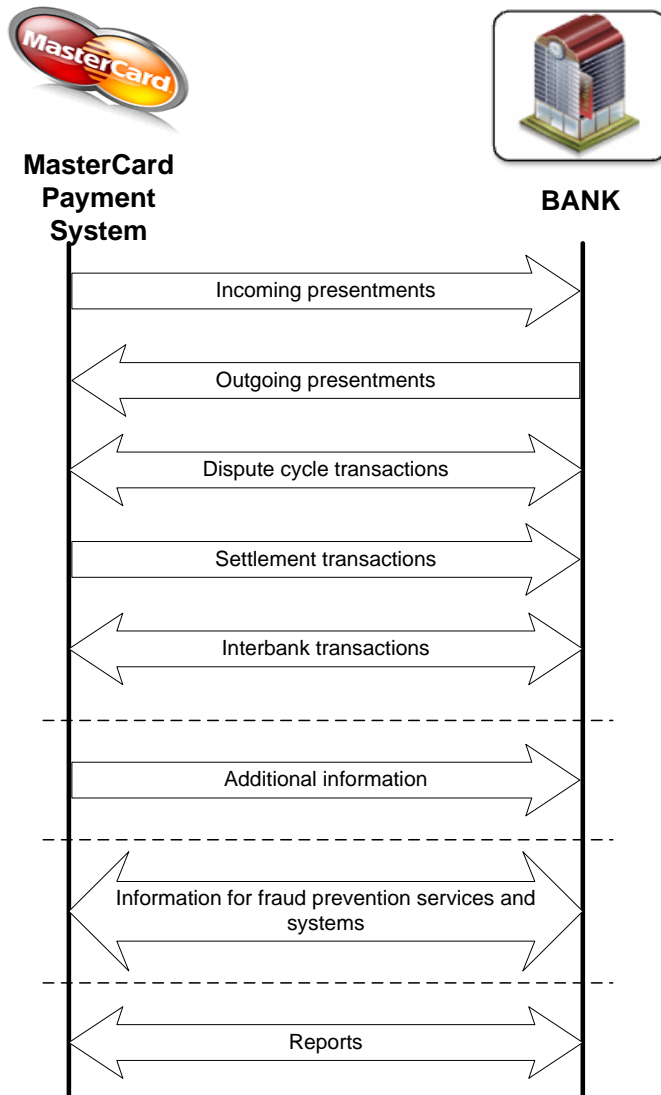 MasterCard
MasterCard
Payment
System
BANK
Incoming presentments
Outgoing presentments
Dispute cycle transactions
Settlement transactions
Interbank transactions
Additional information
Information for fraud prevention services and
systems
Reports